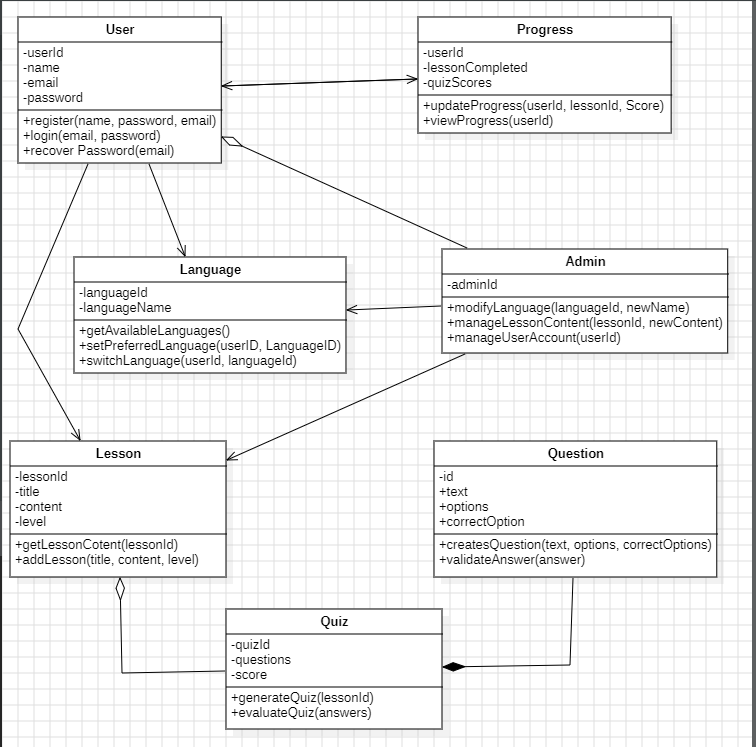 User
-userId
-name
-email
-password
+register(name, password, email)
+login(email, password)
+recover Password(email)
Progress
-userId
-lessonCompleted
-quizScores
+updateProgress(userId, lessonId, Score)
+viewProgress(userId)
Language
-languageId
-languageName
+getAvailableLanguages()
+setPreferredLanguage(userID, LanguageID)
+switchLanguage(userId, languageId)
Admin
-adminId
+modifyLanguage(languageId, newName)
+manageLessonContent(lessonId, newContent)
+manageUserAccount(userId)
Lesson
-lessonId
-title
-content
-level
+getLessonCotent(lessonId)
+addLesson(title, content, level)
Question
-id
+text
+options
+correctOption
+createsQuestion(text, options, correctOptions)
+validateAnswer(answer)
Quiz
-quizId
-questions
-score
+generateQuiz(lessonId)
+evaluateQuiz(answers)